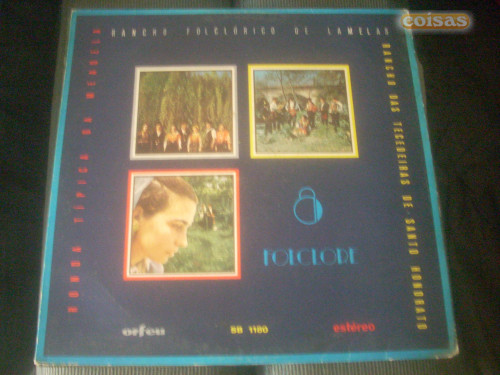 coisas
RANCHO FOLCLÓRICO DE LAMELAS
RANCHO DAS TECEDEIRAS DE SANTO HONORATO
RONDA TÍPICA DA MEADELA
FOLCLORE
orfeu
SB 1180
estéreo